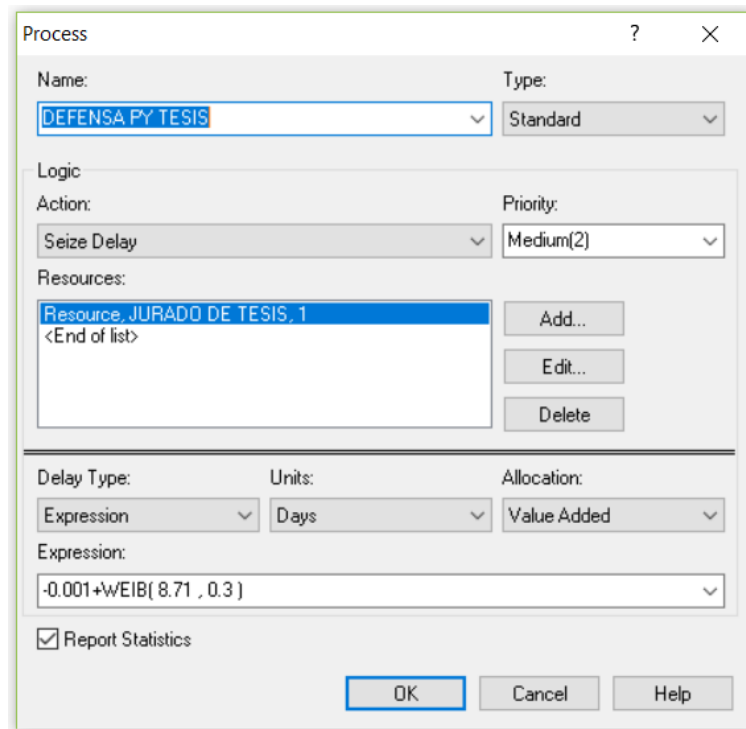 Process ?
Name: Type:
DEFENSA PY TESIS Standard
Logic
Action: Priority:
Seize Delay Medium(2)
Resources:
Resource, JURADO DE TESIS, 1
<End of list>
Add...
Edit...
Delete
Delay Type: Units: Allocation:
Expression Days Value Added
Expression:
-0.001+WEIB( 8.71 , 0.3 )
Report Statistics
OK Cancel Help